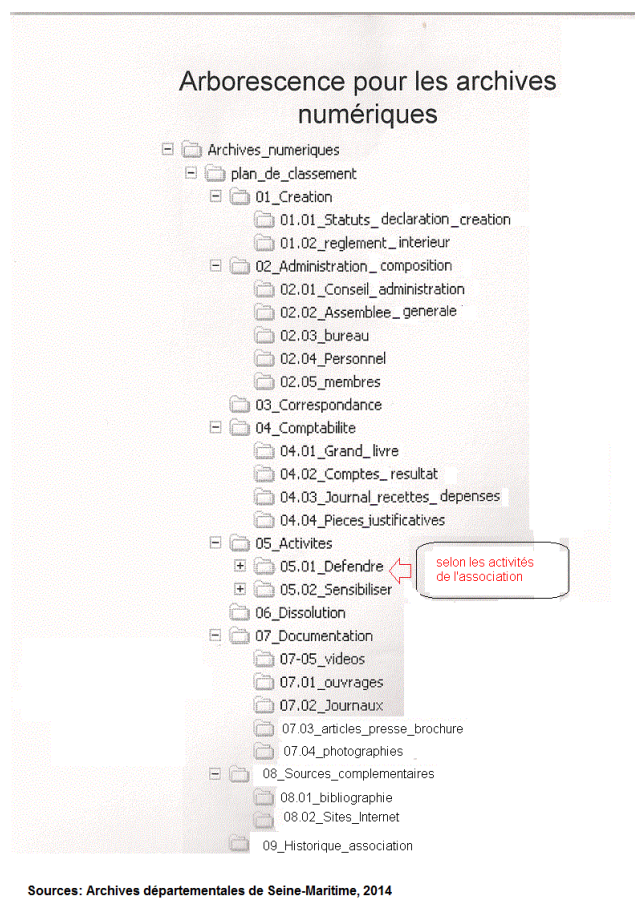 Arborescence pour les archives
numériques
Archives_numeriques
plan_de_classement
01_Creation
01.01_Statuts_declaration_creation
01.02_reglement_interieur
02_Administration_composition
02.01_Conseil_administration
02.02_Assemblee_generale
02.03_bureau
02.04_Personnel
02.05_membres
03_Correspondance
04_Comptabilite
04.01_Grand_livre
04.02_Comptes_resultat
04.03_Journal_recettes_depenses
04.04_Pieces_justificatives
05_Activites
05.01_Defendre
selon les activités
de l'association
05.02_Sensibiliser
06_Dissolution
07_Documentation
07-05_videos
07.01_ouvrages
07.02_Journaux
07.03_articles_presse_brochure
07.04_photographies
08_Sources_complementaires
08.01_bibliographie
08.02_Sites_Internet
09_Historique_association
Sources: Archives départementales de Seine-Maritime, 2014